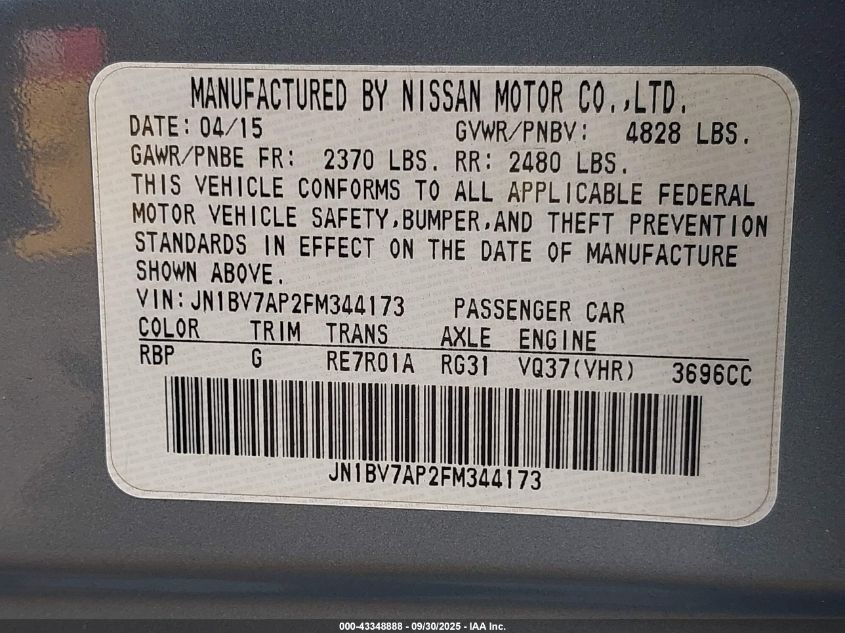 MANUFACTURED BY NISSAN MOTOR CO.,LTD.
DATE: 04/15 GVWR/PNBV: 4828 LBS.
GAWR/PNBE FR: 2370 LBS. RR: 2480 LBS.
THIS VEHICLE CONFORMS TO ALL APPLICABLE FEDERAL
MOTOR VEHICLE SAFETY,BUMPER,AND THEFT PREVENTION
STANDARDS IN EFFECT ON THE DATE OF MANUFACTURE
SHOWN ABOVE.
VIN: JN1BV7AP2FM344173 PASSENGER CAR
COLOR TRIM TRANS AXLE ENGINE
RBP G RE7R01A RG31 VQ37(VHR) 3696CC
JN1BV7AP2FM344173
000-43348888 - 09/30/2025 - IAA Inc.